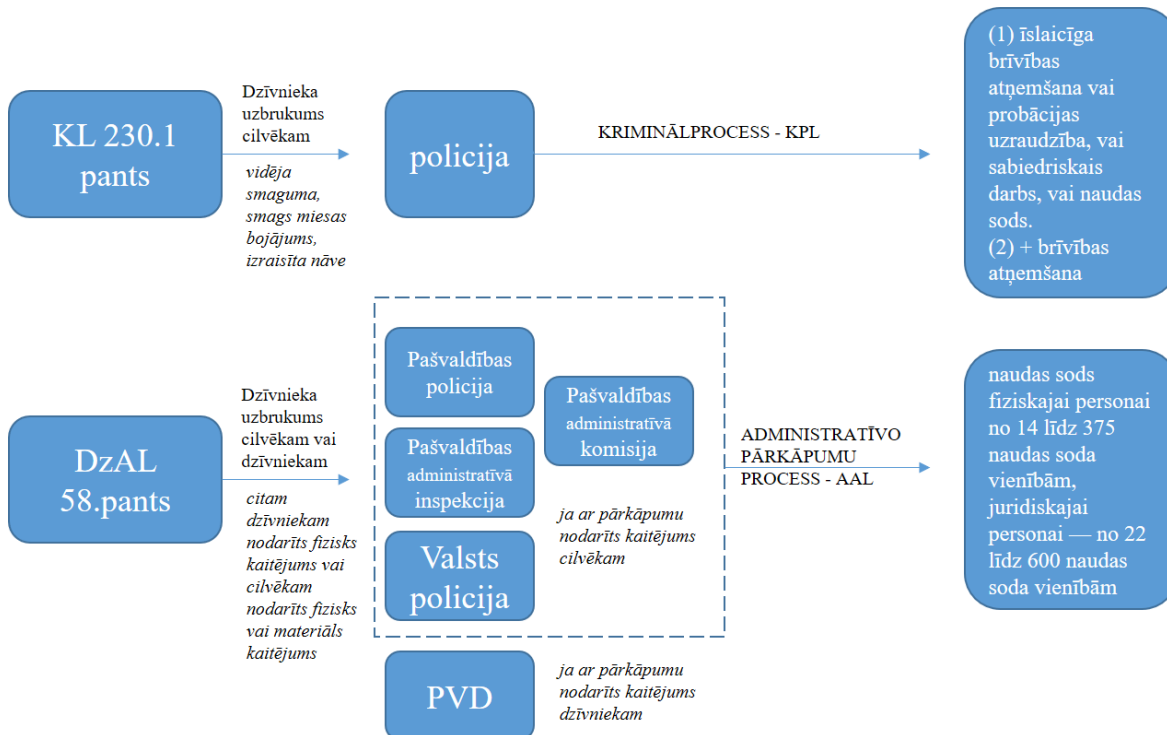 KL 230.1
pants
Dzīvnieka
uzbrukums
cilvēkam
vidēja
smaguma,
smags miesas
bojājums,
izraisīta nāve
policija
KRIMINĀLPROCESS - KPL
(1) īslaicīga
brīvības
atņemšana vai
probācijas
uzraudzība, vai
sabiedriskais
darbs, vai naudas
sods.
(2) + brīvības
atņemšana
DzAL
58.pants
Dzīvnieka
uzbrukums
cilvēkam vai
dzīvniekam
citam
dzīvniekam
nodarīts fizisks
kaitējums vai
cilvēkam
nodarīts fizisks
vai materiāls
kaitējums
Pašvaldības
policija
Pašvaldības
administratīvā
inspekcija
Valsts
policija
Pašvaldības
administratīvā
komisija
ja ar pārkāpumu
nodarīts kaitējums
cilvēkam
PVD
ja ar pārkāpumu
nodarīts kaitējums
dzīvniekam
ADMINISTRATĪVO
PĀRKĀPUMU
PROCESS - AAL
naudas sods
fiziskajai personai
no 14 līdz 375
naudas soda
vienībām,
juridiskajai
personai — no 22
līdz 600 naudas
soda vienībām